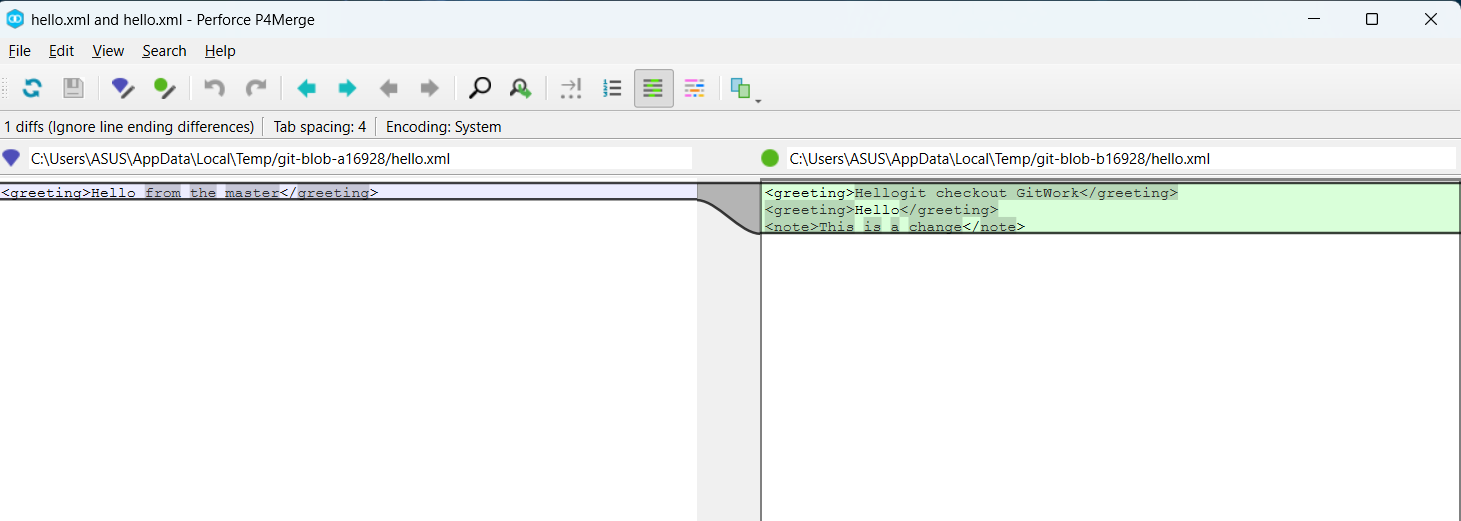 hello.xml and hello.xml - Perforce P4Merge
File Edit View Search Help
1 diffs (Ignore line ending differences) Tab spacing: 4 Encoding: System
C:\Users\ASUS\AppData\Local\Temp/git-blob-a16928/hello.xml
C:\Users\ASUS\AppData\Local\Temp/git-blob-b16928/hello.xml
<greeting>Hello from the master</greeting>
<greeting>Hellogit checkout GitWork</greeting>
<greeting>Hello</greeting>
<note>This is a change</note>